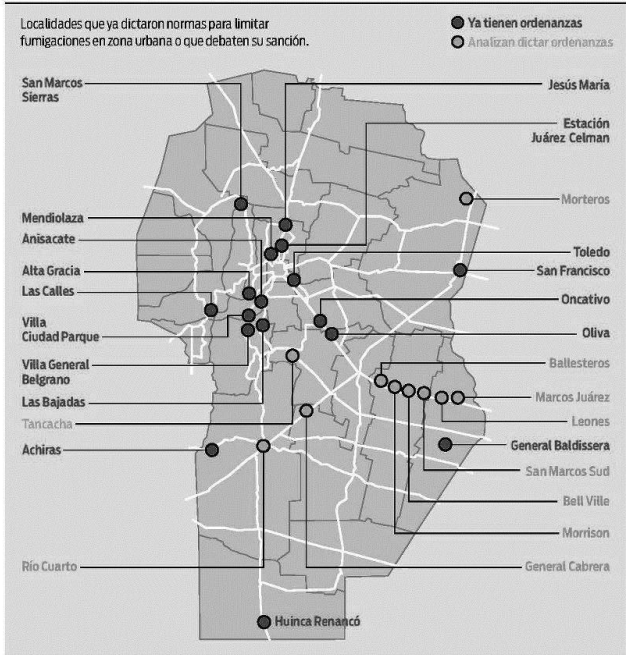 Localidades que ya dictaron normas para limitar
fumigaciones en zona urbana o que debaten su sanción.
Ya tienen ordenanzas
Analizan dictar ordenanzas
San Marcos
Sierras
Mendiolaza
Anisacate
Alta Gracia
Las Calles
Villa
Ciudad Parque
Villa General
Belgrano
Las Bajadas
Tancacha
Achiras
Río Cuarto
Jesús María
Estación
Juárez Celman
Morteros
Toledo
San Francisco
Oncativo
Oliva
Ballesteros
Marcos Juárez
Leones
General Baldissera
San Marcos Sud
Bell Ville
Morrison
General Cabrera
Huinca Renancó